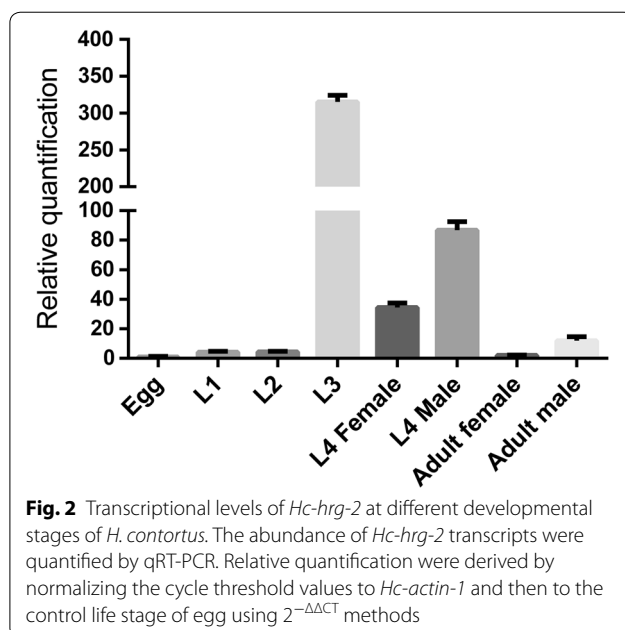 400
350
300
250
200
100
80
60
40
20
0
Relative quantification
Egg
L1
L2
L3
L4 Female
L4 Male
Adult female
Adult male
Fig. 2 Transcriptional levels of Hc-hrg-2 at different developmental
stages of H. contortus. The abundance of Hc-hrg-2 transcripts were
quantified by qRT-PCR. Relative quantification were derived by
normalizing the cycle threshold values to Hc-actin-1 and then to the
control life stage of egg using 2−ΔΔCT methods